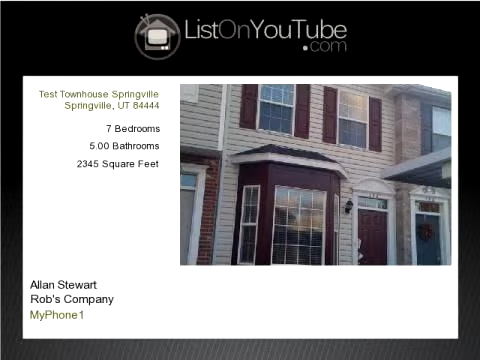 ListOnYouTube
.com
Test Townhouse Springville
Springville, UT 84444
7 Bedrooms
5.00 Bathrooms
2345 Square Feet
Allan Stewart
Rob's Company
MyPhone1